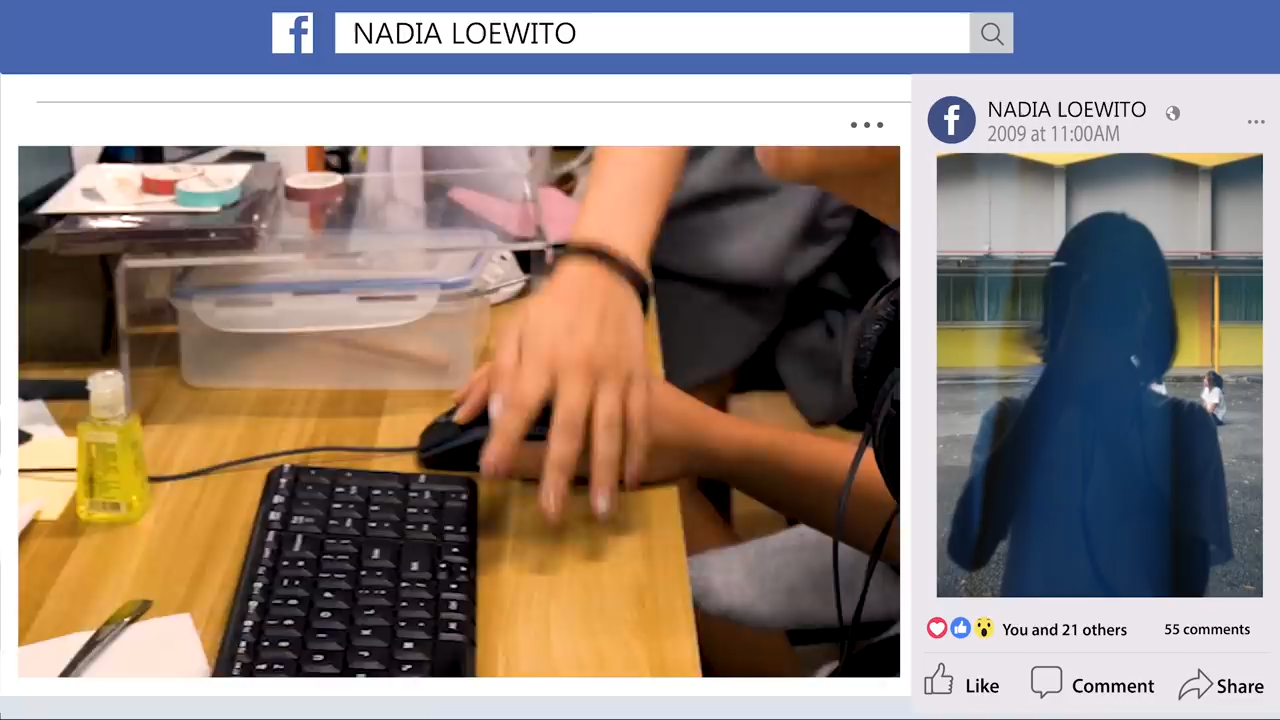 f NADIA LOEWITO
f NADIA LOEWITO
2009 at 11:00AM
You and 21 others 55 comments
Like Comment Share